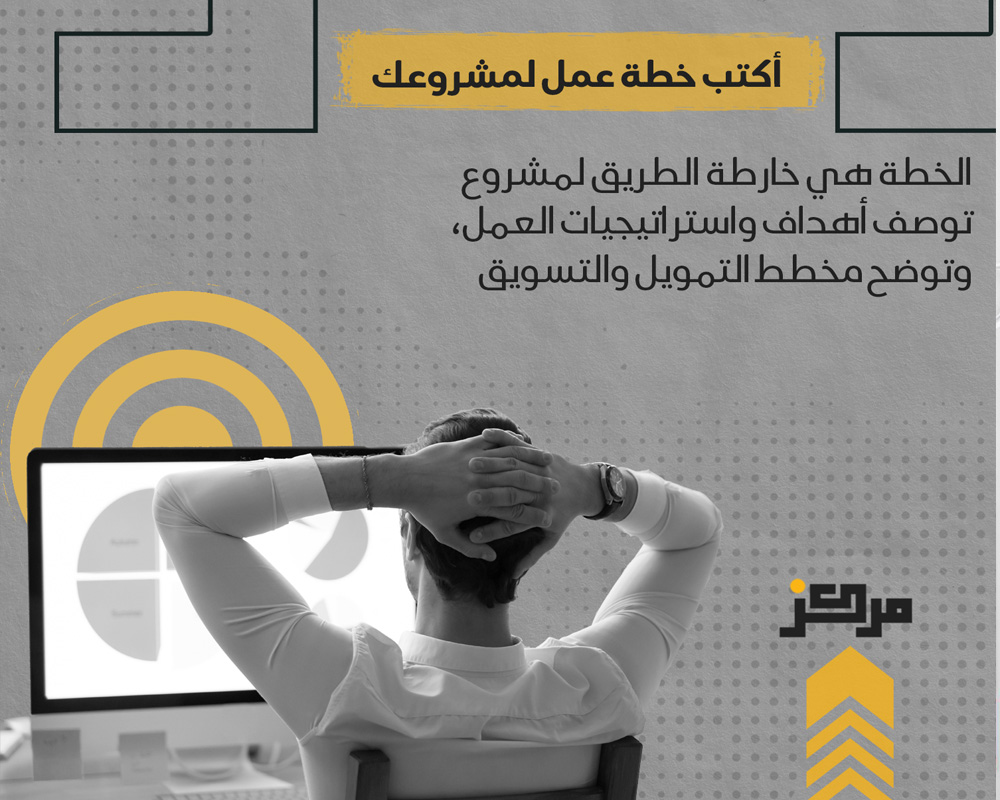 أكتب خطة عمل لمشروعك
الخطة هي خارطة الطريق لمشروع
توصف أهداف واستراتيجيات العمل،
وتوضح مخطط التمويل والتسويق
مركز